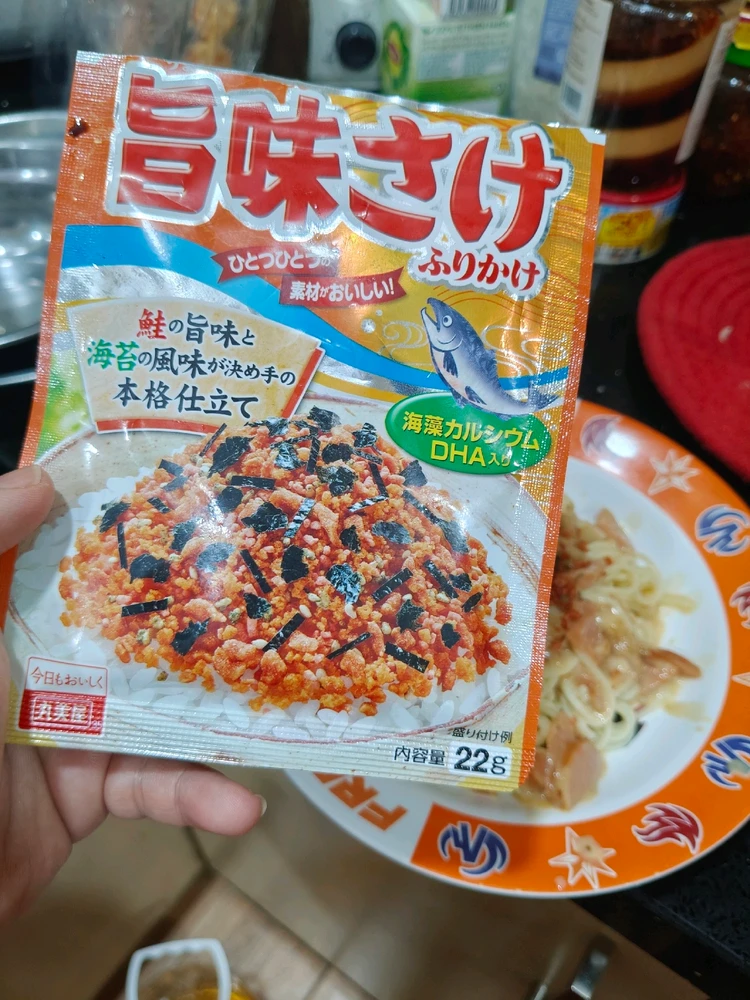 旨味さけ
ふりかけ
ひとつひとつの
素材がおいしい!
鮭の旨味と
海苔の風味が決め手の
本格仕立て
海藻カルシウム
DHA入り
今日もおいしく
丸美屋
盛り付け例
内容量 22g